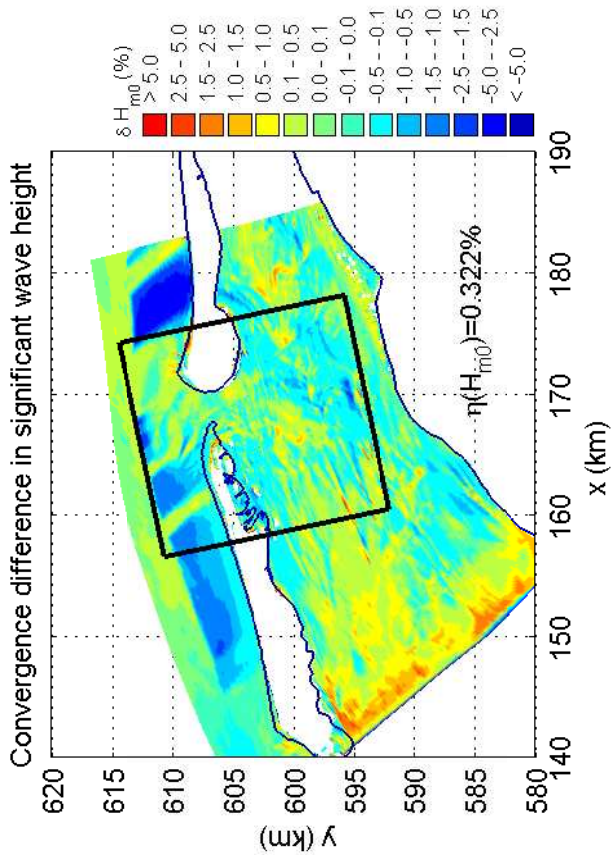 Convergence difference in significant wave height
δ H_m0 (%)
> 5.0
2.5 - 5.0
1.5 - 2.5
1.0 - 1.5
0.5 - 1.0
0.1 - 0.5
0.0 - 0.1
-0.1 - 0.0
-0.5 - -0.1
-1.0 - -0.5
-1.5 - -1.0
-2.5 - -1.5
-5.0 - -2.5
< -5.0
620
615
610
605
600
595
590
585
580
y (km)
η(H_m0)=0.322%
140
150
160
170
180
190
x (km)